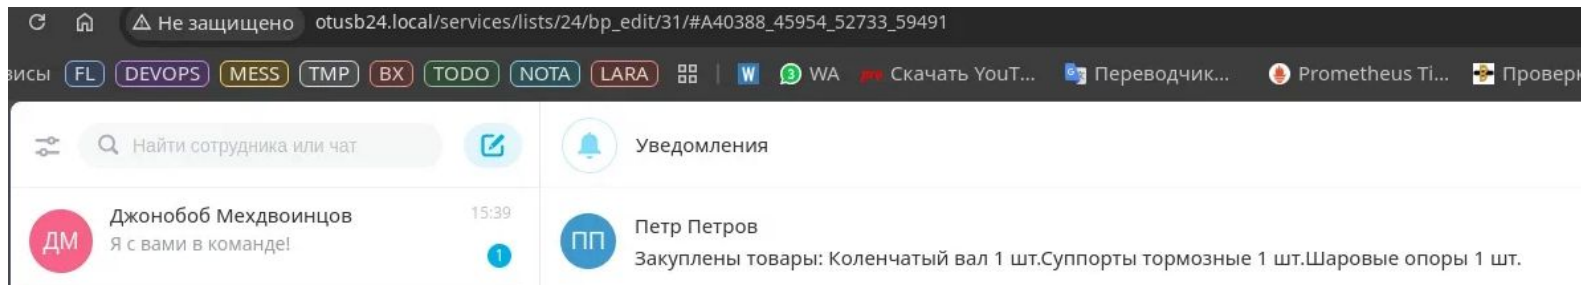 Не защищено otusb24.local/services/lists/24/bp_edit/31/#A40388_45954_52733_59491
FL DEVOPS MESS TMP BX TODO NOTA LARA W 3 WA pro Скачать YouT... Переводчик... Prometheus Ti...
Найти сотрудника или чат
Уведомления
Джонобоб Мехдвоинцов 15:39
ДМ
Я с вами в команде!
1
Петр Петров
ПП
Закуплены товары: Коленчатый вал 1 шт.Суппорты тормозные 1 шт.Шаровые опоры 1 шт.